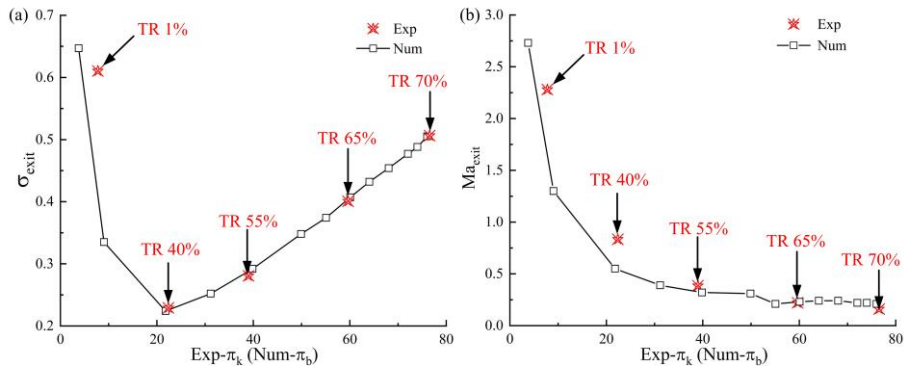 (a)
0.7
0.6
0.5
0.4
0.3
0.2
σexit
TR 1%
Exp
Num
TR 70%
TR 65%
TR 55%
TR 40%
0 20 40 60 80
Exp-πk (Num-πb)
(b)
3.0
2.5
2.0
1.5
1.0
0.5
0.0
Maexit
TR 1%
Exp
Num
TR 40%
TR 55%
TR 65%
TR 70%
0 20 40 60 80
Exp-πk (Num-πb)